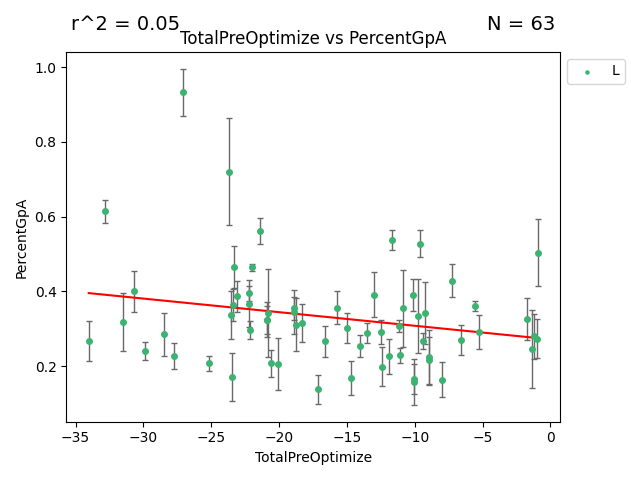 r^2 = 0.05
N = 63
TotalPreOptimize vs PercentGpA
L
1.0
0.8
0.6
0.4
0.2
PercentGpA
−35 −30 −25 −20 −15 −10 −5 0
TotalPreOptimize